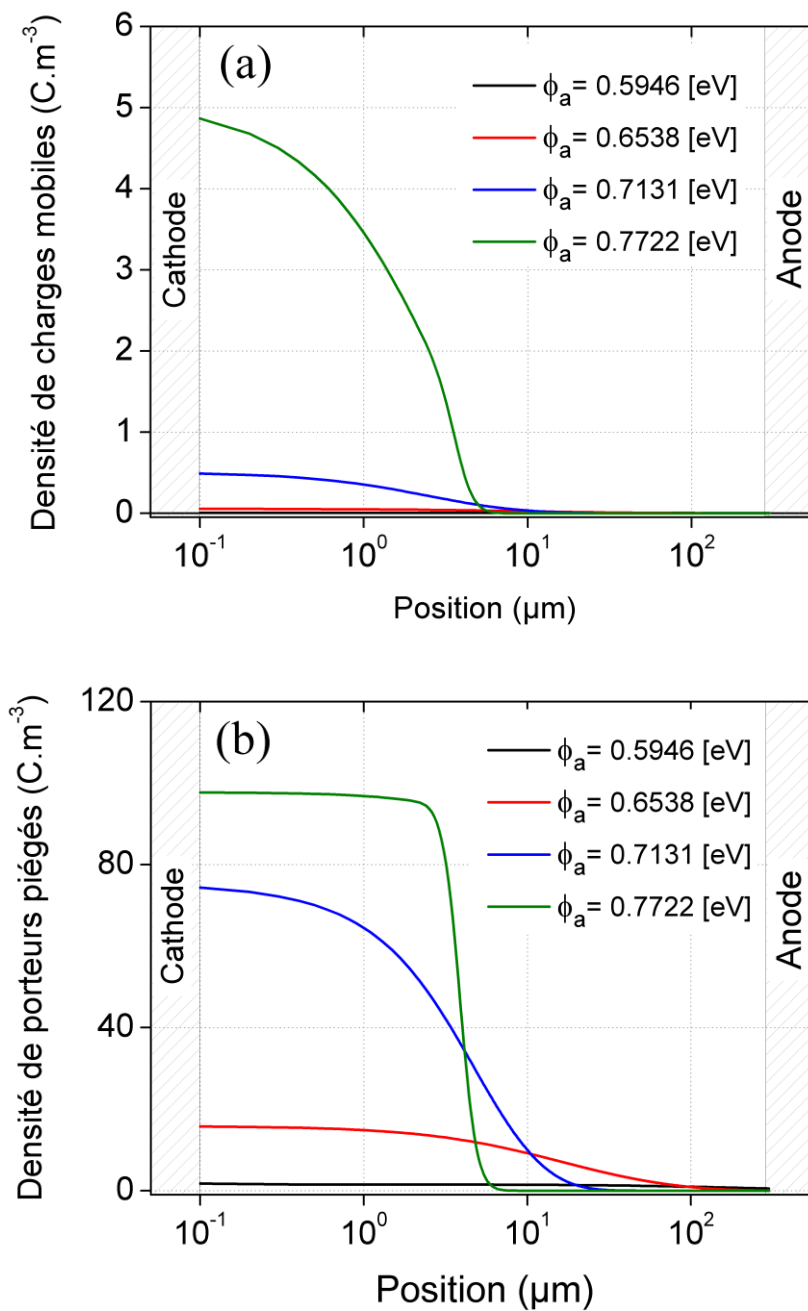 (a)
6
5
4
3
2
1
0
Densité de charges mobiles (C.m⁻³)
Cathode
Anode
ϕₐ= 0.5946 [eV]
ϕₐ= 0.6538 [eV]
ϕₐ= 0.7131 [eV]
ϕₐ= 0.7722 [eV]
10⁻¹ 10⁰ 10¹ 10²
Position (µm)
(b)
120
80
40
0
Densité de porteurs piégés (C.m⁻³)
Cathode
Anode
ϕₐ= 0.5946 [eV]
ϕₐ= 0.6538 [eV]
ϕₐ= 0.7131 [eV]
ϕₐ= 0.7722 [eV]
10⁻¹ 10⁰ 10¹ 10²
Position (µm)